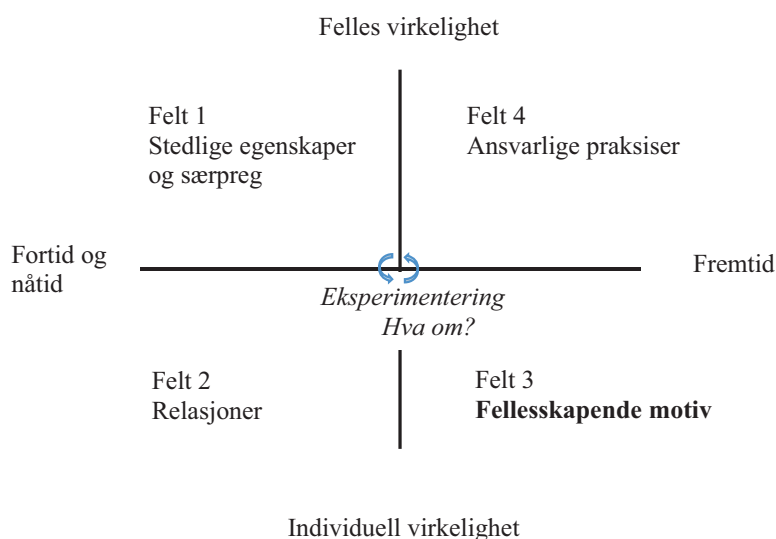 Felles virkelighet
Felt 1
Stedlige egenskaper
og særpreg
Felt 4
Ansvarlige praksiser
Fortid og
nåtid
Fremtid
Eksperimentering
Hva om?
Felt 2
Relasjoner
Felt 3
Fellesskapende motiv
Individuell virkelighet